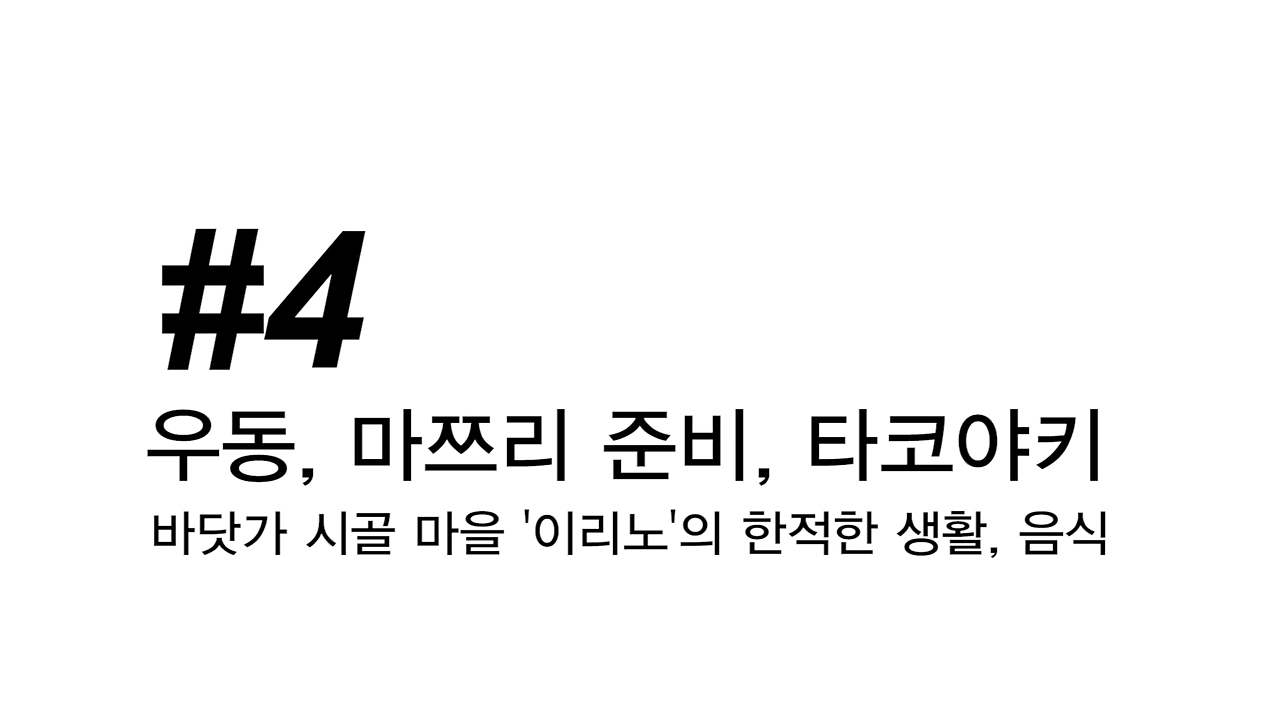 #4
우동, 마쯔리 준비, 타코야키
바닷가 시골 마을 '이리노'의 한적한 생활, 음식